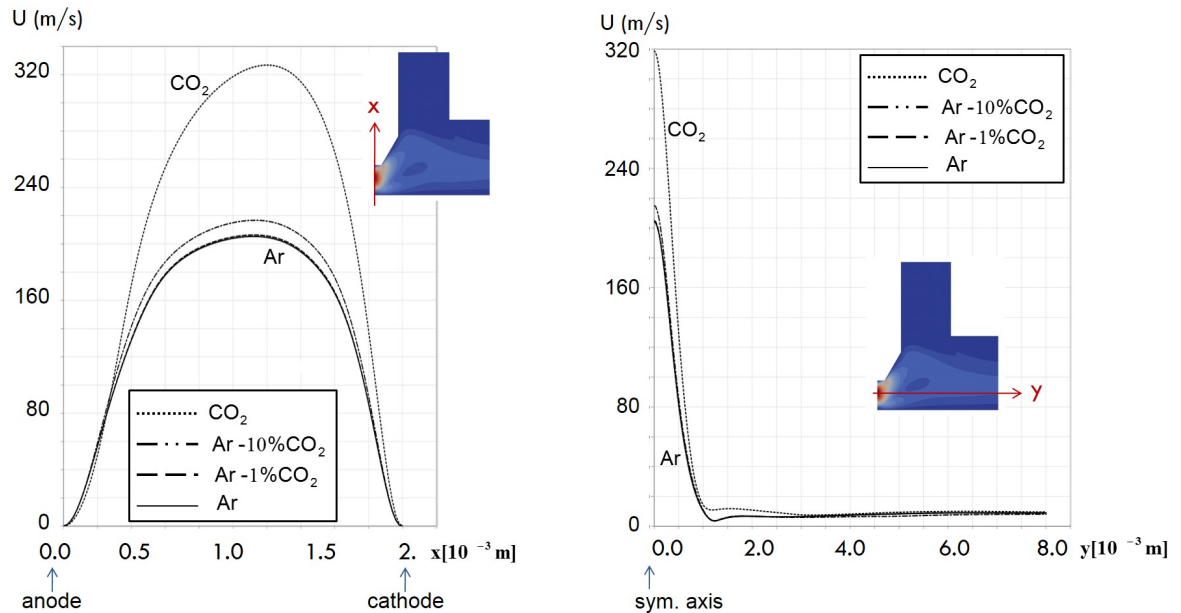 U (m/s)
320
240
160
80
0
CO₂
x
Ar
CO₂
Ar -10%CO₂
Ar -1%CO₂
Ar
0.0 0.5 1.0 1.5 2. x[10 ⁻³ m]
anode cathode
U (m/s)
320
240
160
80
0
CO₂
Ar -10%CO₂
Ar -1%CO₂
Ar
CO₂
y
Ar
0.0 4.0 6.0 8.0 y[10 ⁻³ m]
sym. axis